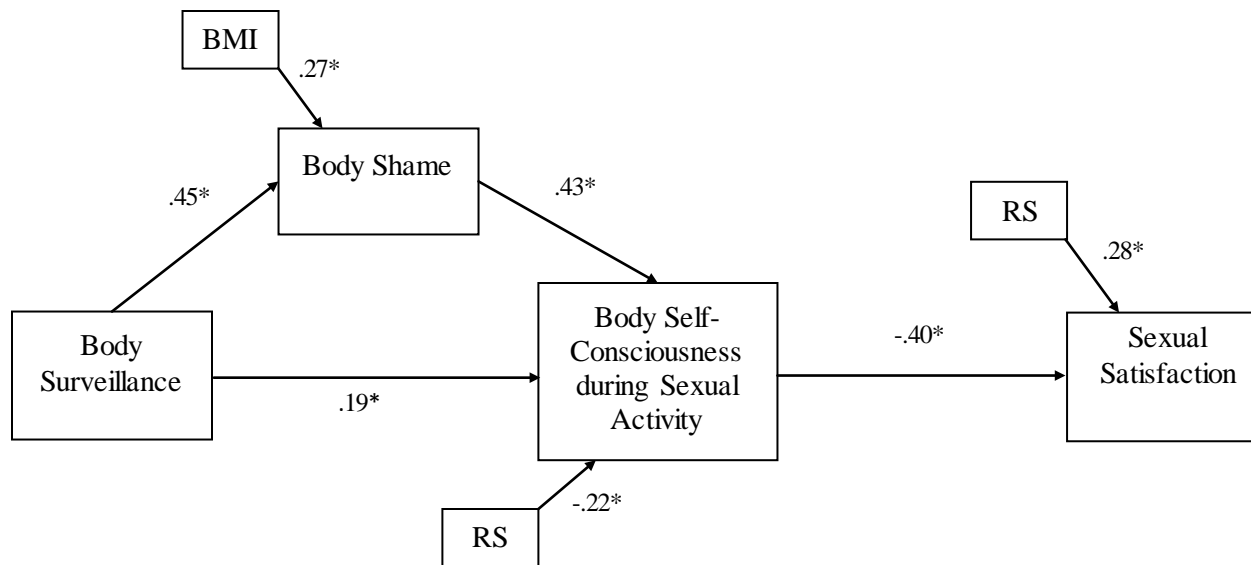 BMI
.27*
Body Shame
.45*
.43*
RS
.28*
Body
Surveillance
.19*
Body Self-
Consciousness
during Sexual
Activity
-.40*
Sexual
Satisfaction
RS
-.22*